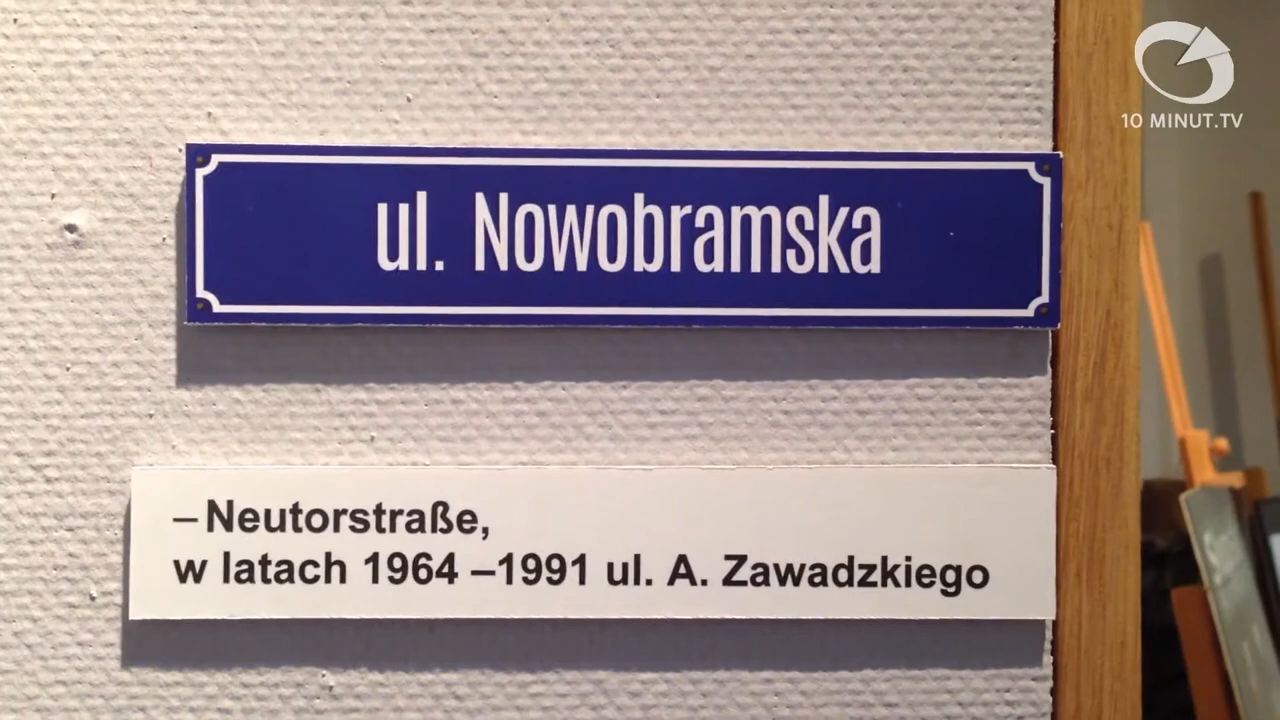 10 MINUT.TV
ul. Nowobramska
– Neutorstraße,
w latach 1964 –1991 ul. A. Zawadzkiego